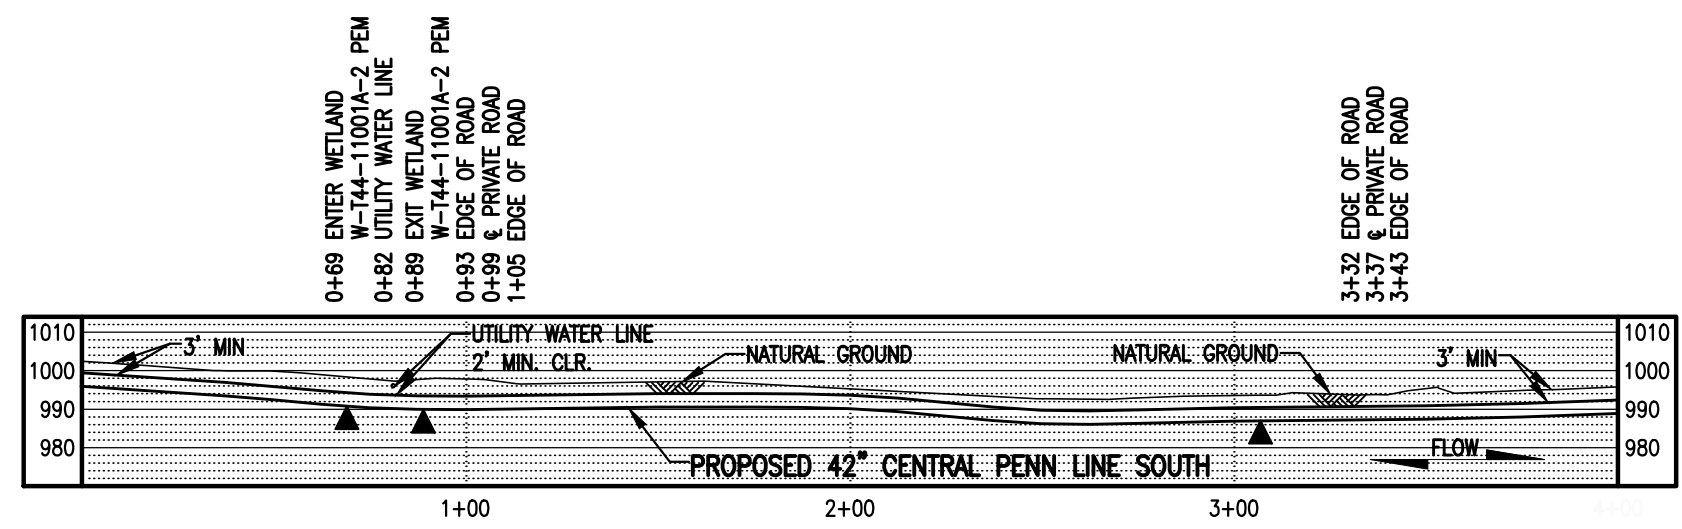 0+69 ENTER WETLAND
W-T44-11001A-2 PEM
0+82 UTILITY WATER LINE
0+89 EXIT WETLAND
W-T44-11001A-2 PEM
0+93 EDGE OF ROAD
0+99 ℄ PRIVATE ROAD
1+05 EDGE OF ROAD
3+32 EDGE OF ROAD
3+37 ℄ PRIVATE ROAD
3+43 EDGE OF ROAD
1010
1000
990
980
3' MIN
UTILITY WATER LINE
2' MIN. CLR.
NATURAL GROUND
NATURAL GROUND
3' MIN
PROPOSED 42" CENTRAL PENN LINE SOUTH
FLOW
1010
1000
990
980
1+00
2+00
3+00
4+00